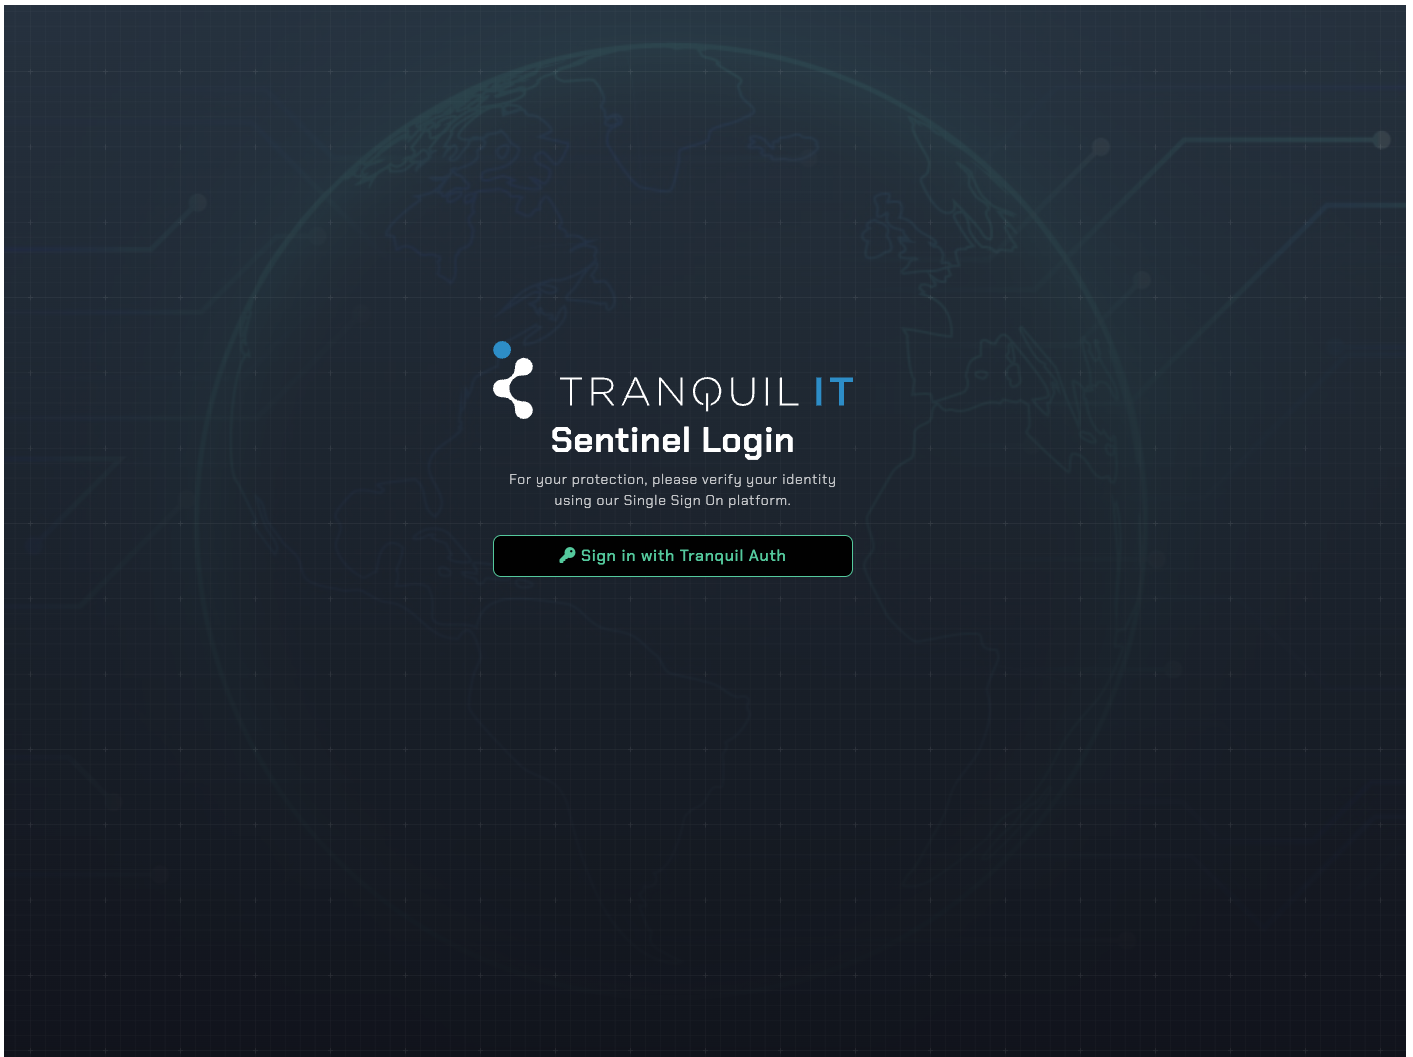 TRANQUIL IT
Sentinel Login
For your protection, please verify your identity
using our Single Sign On platform.
Sign in with Tranquil Auth